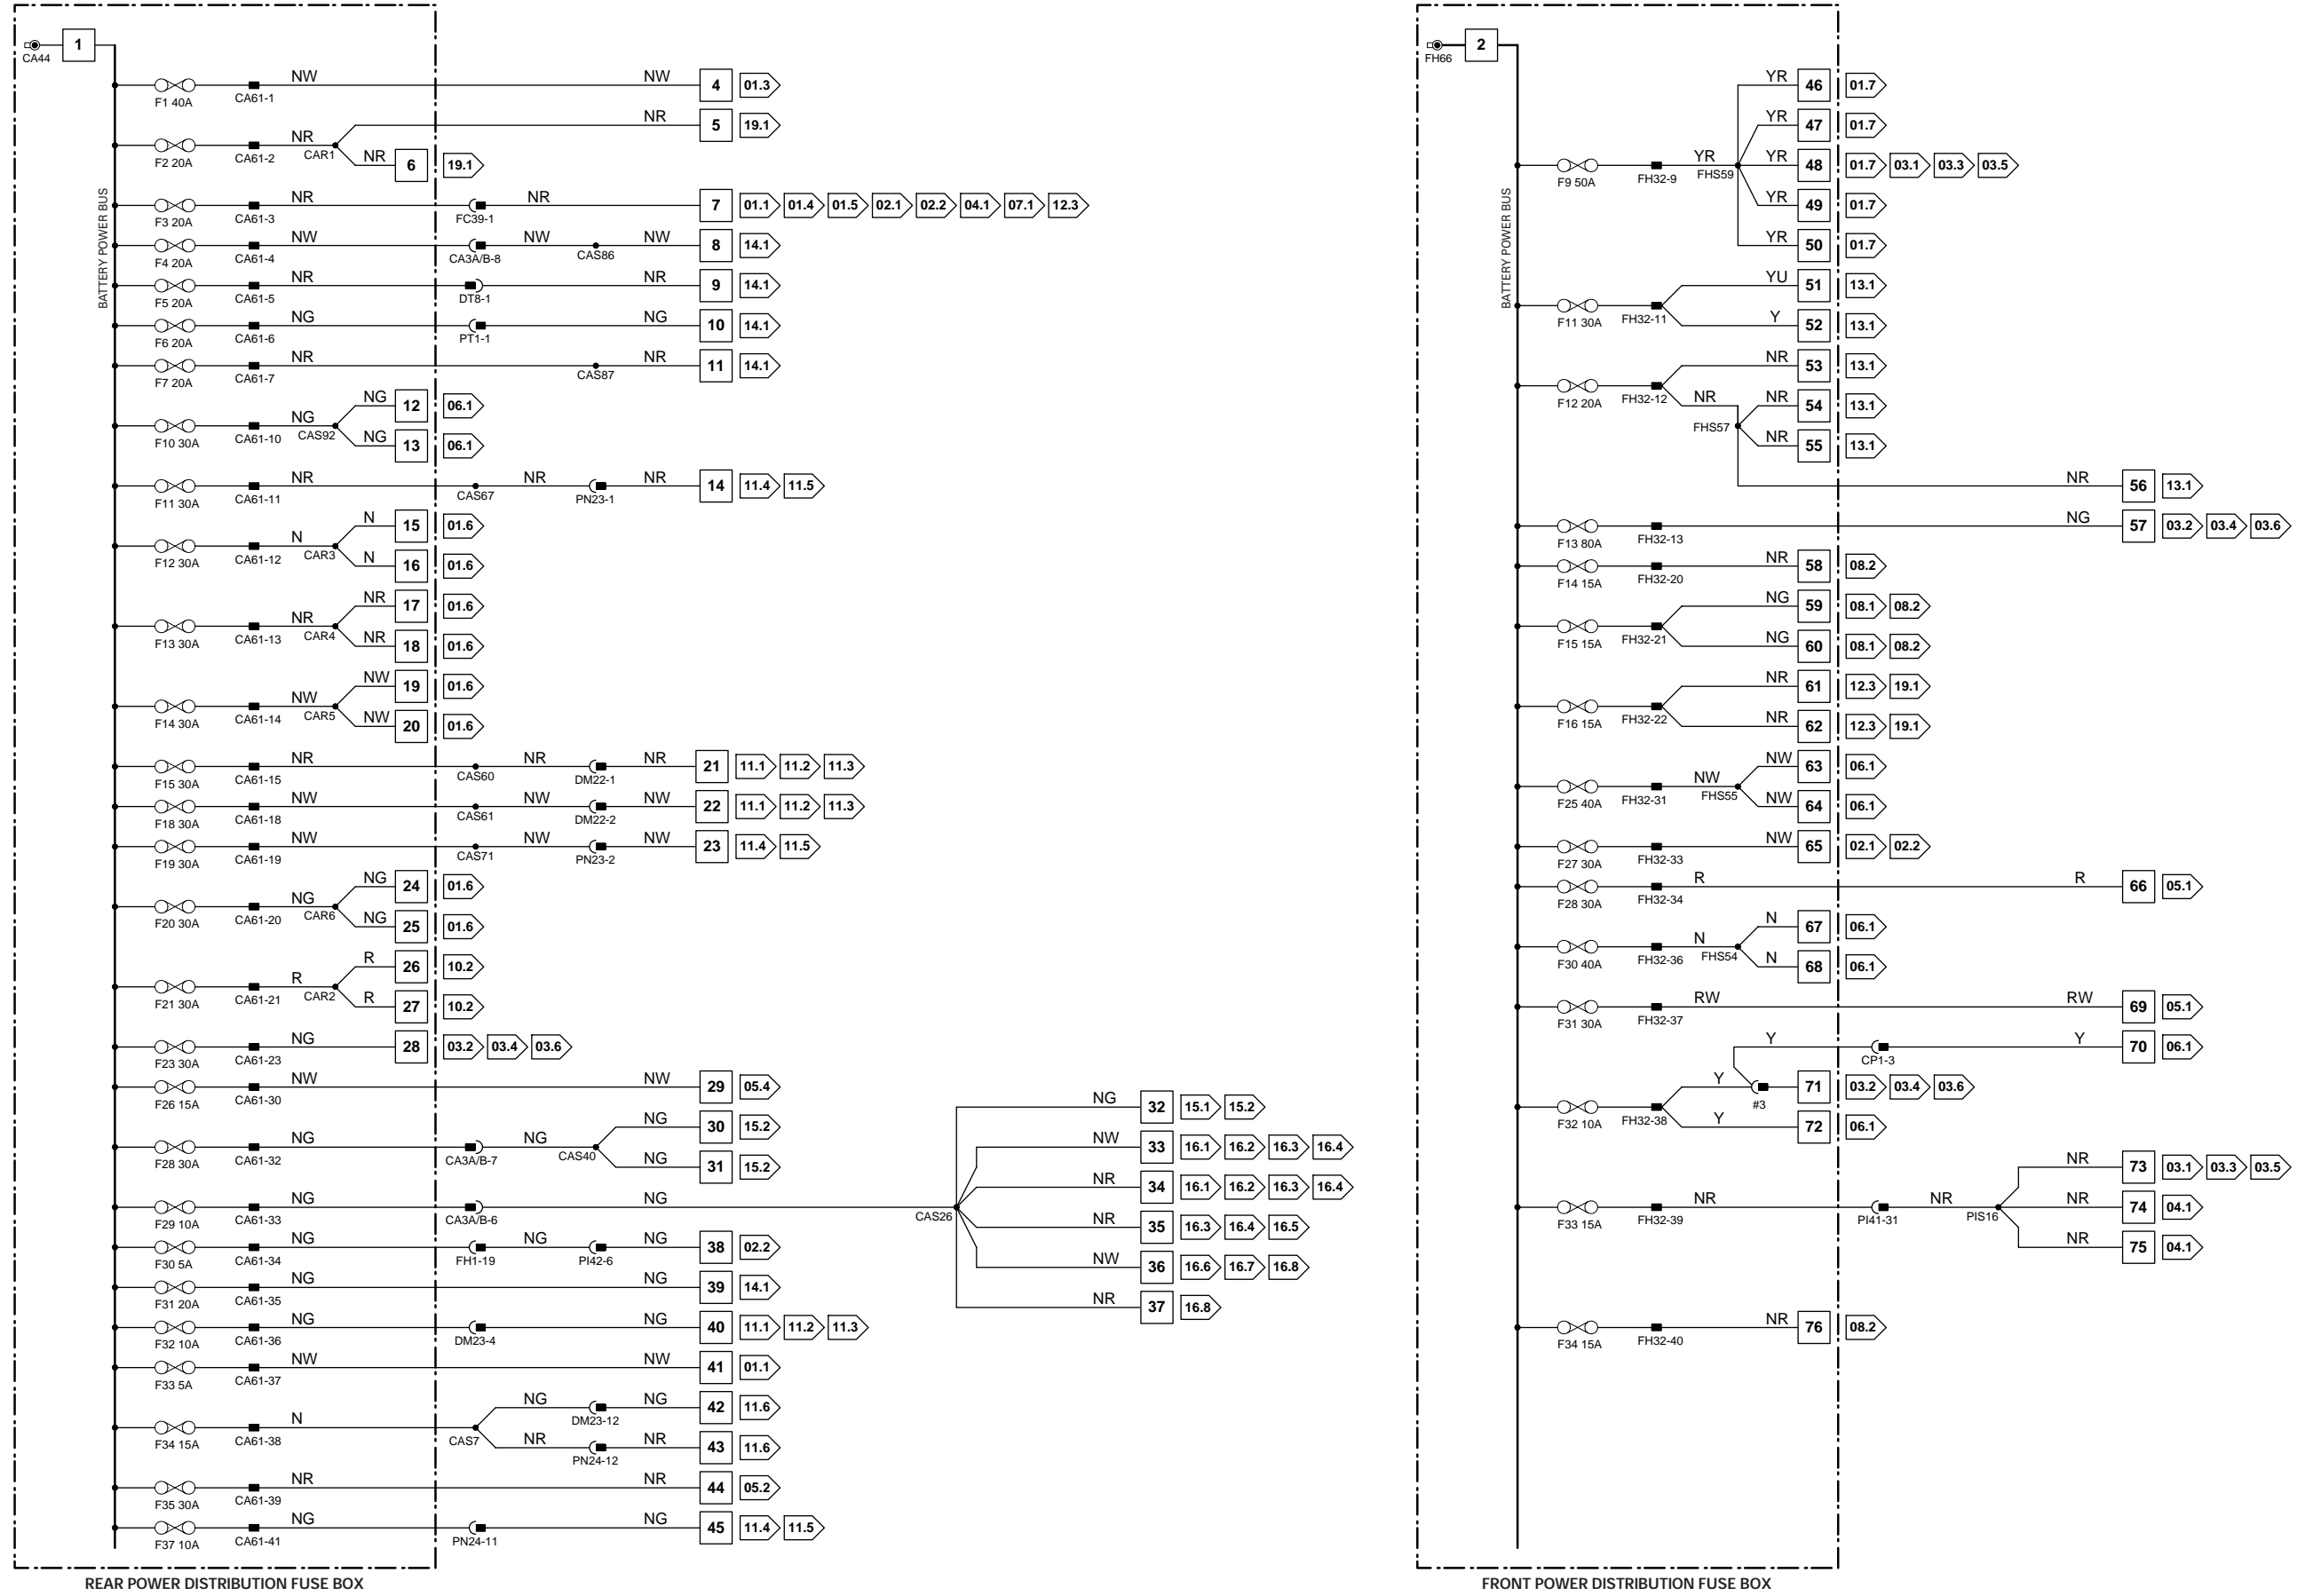 1
CA44
BATTERY POWER BUS
F1 40A CA61-1 NW NW 4 01.3
NR 5 19.1
F2 20A CA61-2 NR CAR1
NR 6 19.1
F3 20A CA61-3 NR FC39-1 NR 7 01.1 01.4 01.5 02.1 02.2 04.1 07.1 12.3
F4 20A CA61-4 NW CA3A/B-8 NW CAS86 NW 8 14.1
F5 20A CA61-5 NR DT8-1 NR 9 14.1
F6 20A CA61-6 NG PT1-1 NG 10 14.1
F7 20A CA61-7 NR CAS87 NR 11 14.1
NG 12 06.1
F10 30A CA61-10 NG CAS92
NG 13 06.1
F11 30A CA61-11 NR CAS67 NR PN23-1 NR 14 11.4 11.5
N 15 01.6
F12 30A CA61-12 N CAR3
N 16 01.6
NR 17 01.6
F13 30A CA61-13 NR CAR4
NR 18 01.6
NW 19 01.6
F14 30A CA61-14 NW CAR5
NW 20 01.6
F15 30A CA61-15 NR CAS60 NR DM22-1 NR 21 11.1 11.2 11.3
F18 30A CA61-18 NW CAS61 NW DM22-2 NW 22 11.1 11.2 11.3
F19 30A CA61-19 NW CAS71 NW PN23-2 NW 23 11.4 11.5
NG 24 01.6
F20 30A CA61-20 NG CAR6
NG 25 01.6
R 26 10.2
F21 30A CA61-21 R CAR2
R 27 10.2
F23 30A CA61-23 NG 28 03.2 03.4 03.6
F26 15A CA61-30 NW NW 29 05.4
NG 30 15.2
F28 30A CA61-32 NG CA3A/B-7 NG CAS40
NG 31 15.2
F29 10A CA61-33 NG CA3A/B-6 NG CAS26
NG 32 15.1 15.2
NW 33 16.1 16.2 16.3 16.4
NR 34 16.1 16.2 16.3 16.4
NR 35 16.3 16.4 16.5
NW 36 16.6 16.7 16.8
NR 37 16.8
F30 5A CA61-34 NG FH1-19 NG PI42-6 NG 38 02.2
F31 20A CA61-35 NG NG 39 14.1
F32 10A CA61-36 NG DM23-4 NG 40 11.1 11.2 11.3
F33 5A CA61-37 NW NW 41 01.1
NG DM23-12 NG 42 11.6
F34 15A CA61-38 N CAS7
NR PN24-12 NR 43 11.6
F35 30A CA61-39 NR NR 44 05.2
F37 10A CA61-41 NG PN24-11 NG 45 11.4 11.5
REAR POWER DISTRIBUTION FUSE BOX
2
FH66
BATTERY POWER BUS
YR 46 01.7
YR 47 01.7
F9 50A FH32-9 YR FHS59 YR 48 01.7 03.1 03.3 03.5
YR 49 01.7
YR 50 01.7
YU 51 13.1
F11 30A FH32-11
Y 52 13.1
NR 53 13.1
F12 20A FH32-12
NR FHS57
NR 54 13.1
NR 55 13.1
NR 56 13.1
F13 80A FH32-13 NG 57 03.2 03.4 03.6
F14 15A FH32-20 NR 58 08.2
NG 59 08.1 08.2
F15 15A FH32-21
NG 60 08.1 08.2
NR 61 12.3 19.1
F16 15A FH32-22
NR 62 12.3 19.1
NW 63 06.1
F25 40A FH32-31 NW FHS55
NW 64 06.1
F27 30A FH32-33 NW 65 02.1 02.2
F28 30A FH32-34 R R 66 05.1
N 67 06.1
F30 40A FH32-36 N FHS54
N 68 06.1
F31 30A FH32-37 RW RW 69 05.1
Y CP1-3 Y 70 06.1
Y #3 71 03.2 03.4 03.6
F32 10A FH32-38
Y 72 06.1
NR 73 03.1 03.3 03.5
F33 15A FH32-39 NR PI41-31 NR PIS16 NR 74 04.1
NR 75 04.1
F34 15A FH32-40 NR 76 08.2
FRONT POWER DISTRIBUTION FUSE BOX